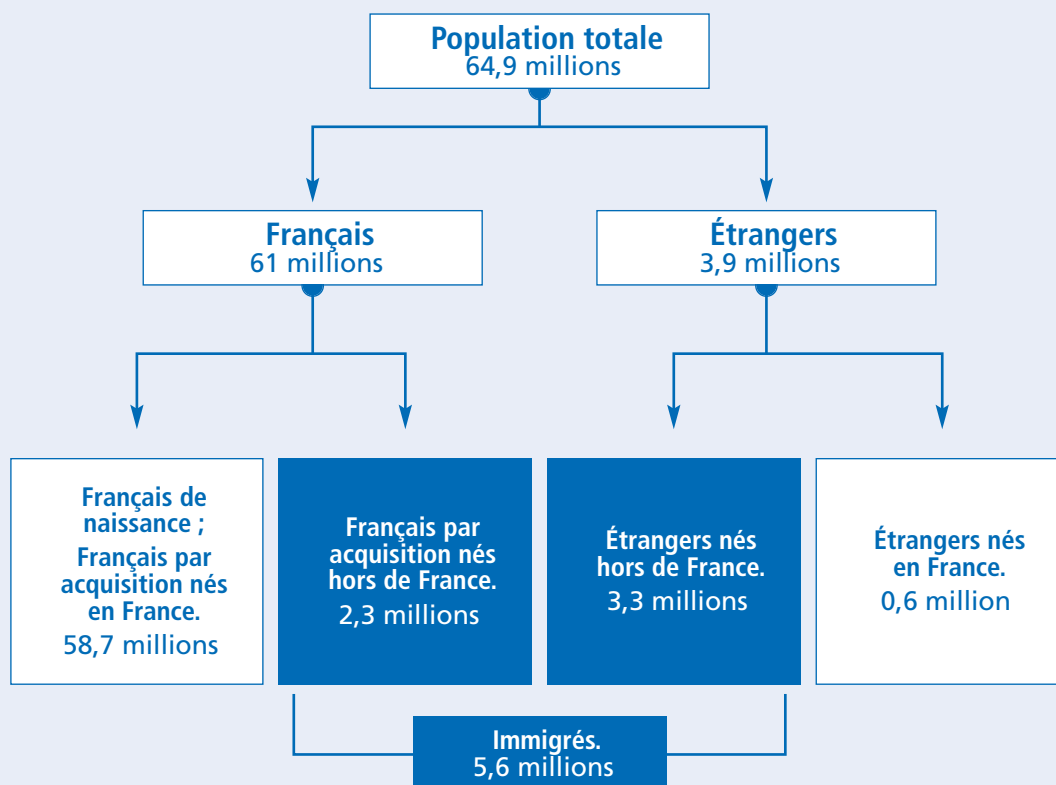 Population totale
64,9 millions
Français
61 millions
Étrangers
3,9 millions
Français de
naissance ;
Français par
acquisition nés
en France.
58,7 millions
Français par
acquisition nés
hors de France.
2,3 millions
Étrangers nés
hors de France.
3,3 millions
Étrangers nés
en France.
0,6 million
Immigrés.
5,6 millions